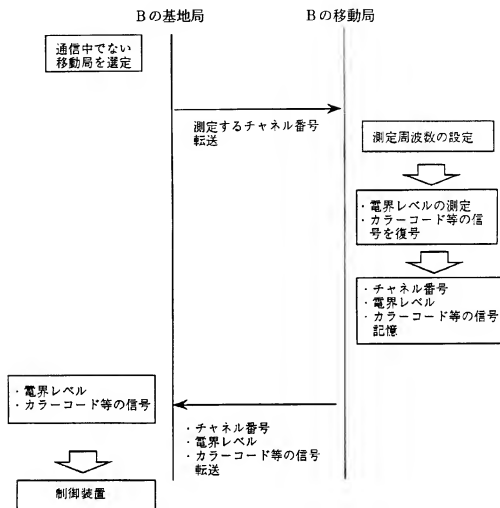 Bの基地局
Bの移動局
通信中でない
移動局を選定
測定するチャネル番号
転送
測定周波数の設定
・電界レベルの測定
・カラーコード等の信
号を復号
・チャネル番号
・電界レベル
・カラーコード等の信号
記憶
・電界レベル
・カラーコード等の信号
・チャネル番号
・電界レベル
・カラーコード等の信号
転送
制御装置